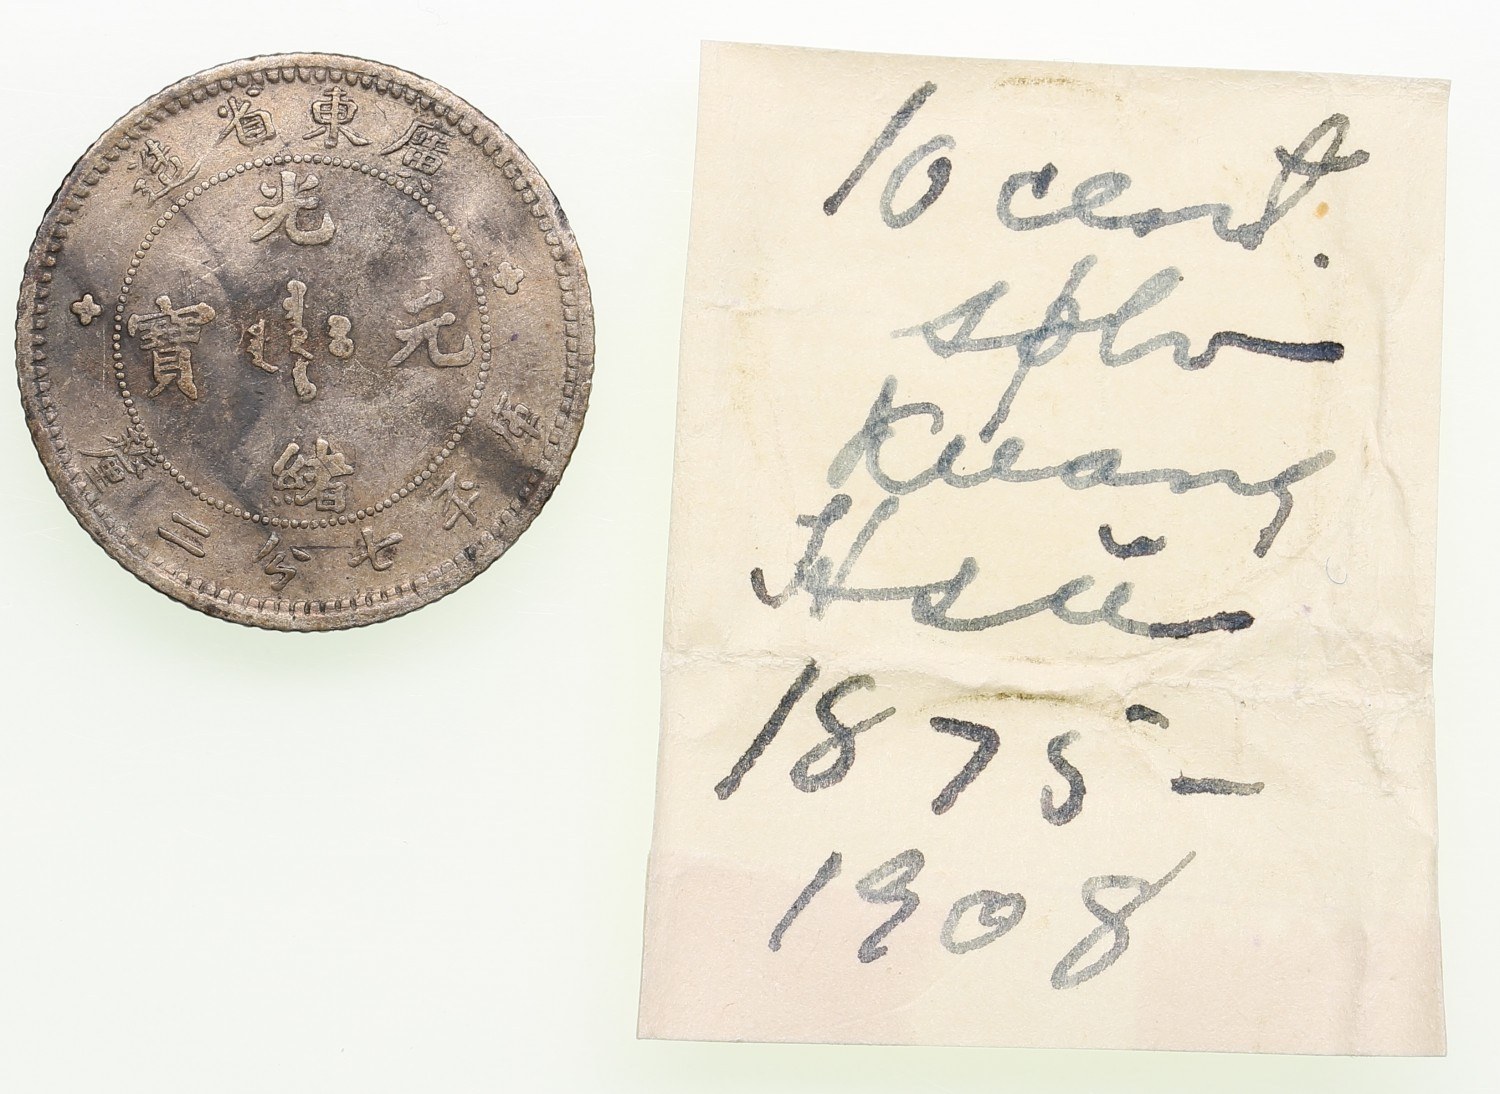 廣東省造
光緒元寶
庫平七分二釐
10 cent.
sølv
Kuang
Hsü
1875-
1908